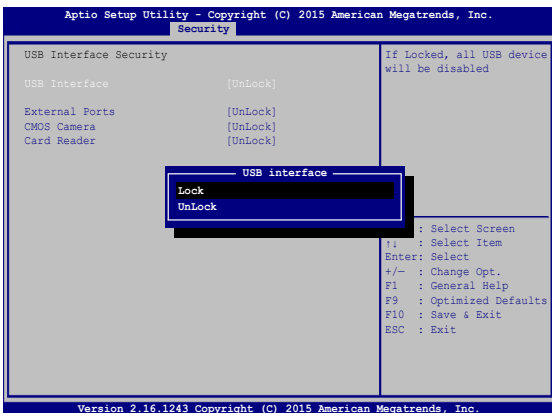 Aptio Setup Utility - Copyright (C) 2015 American Megatrends, Inc.
Security
USB Interface Security
USB Interface [UnLock]
External Ports [UnLock]
CMOS Camera [UnLock]
Card Reader [UnLock]
If Locked, all USB device
will be disabled
USB interface
Lock
UnLock
: Select Screen
↑↓ : Select Item
Enter: Select
+/— : Change Opt.
F1 : General Help
F9 : Optimized Defaults
F10 : Save & Exit
ESC : Exit
Version 2.16.1243 Copyright (C) 2015 American Megatrends, Inc.